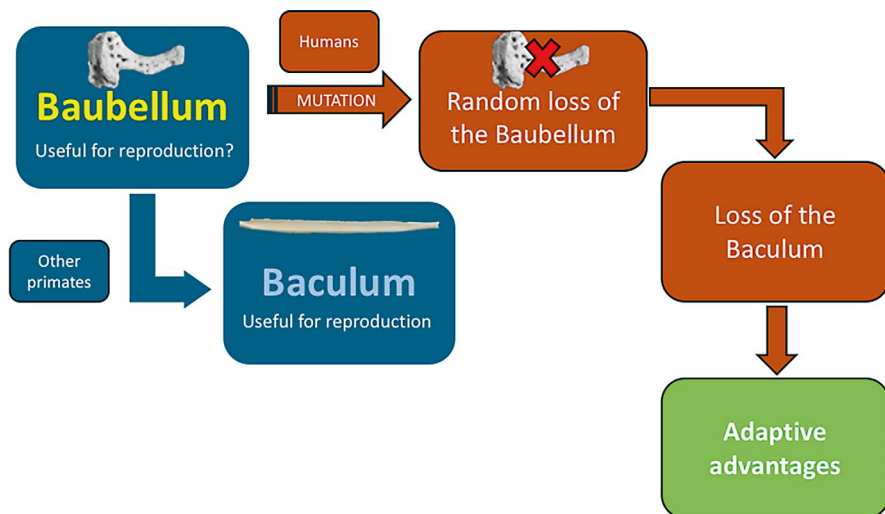 Humans
MUTATION
Baubellum
Useful for reproduction?
Random loss of
the Baubellum
Other
primates
Baculum
Useful for reproduction
Loss of the
Baculum
Adaptive
advantages